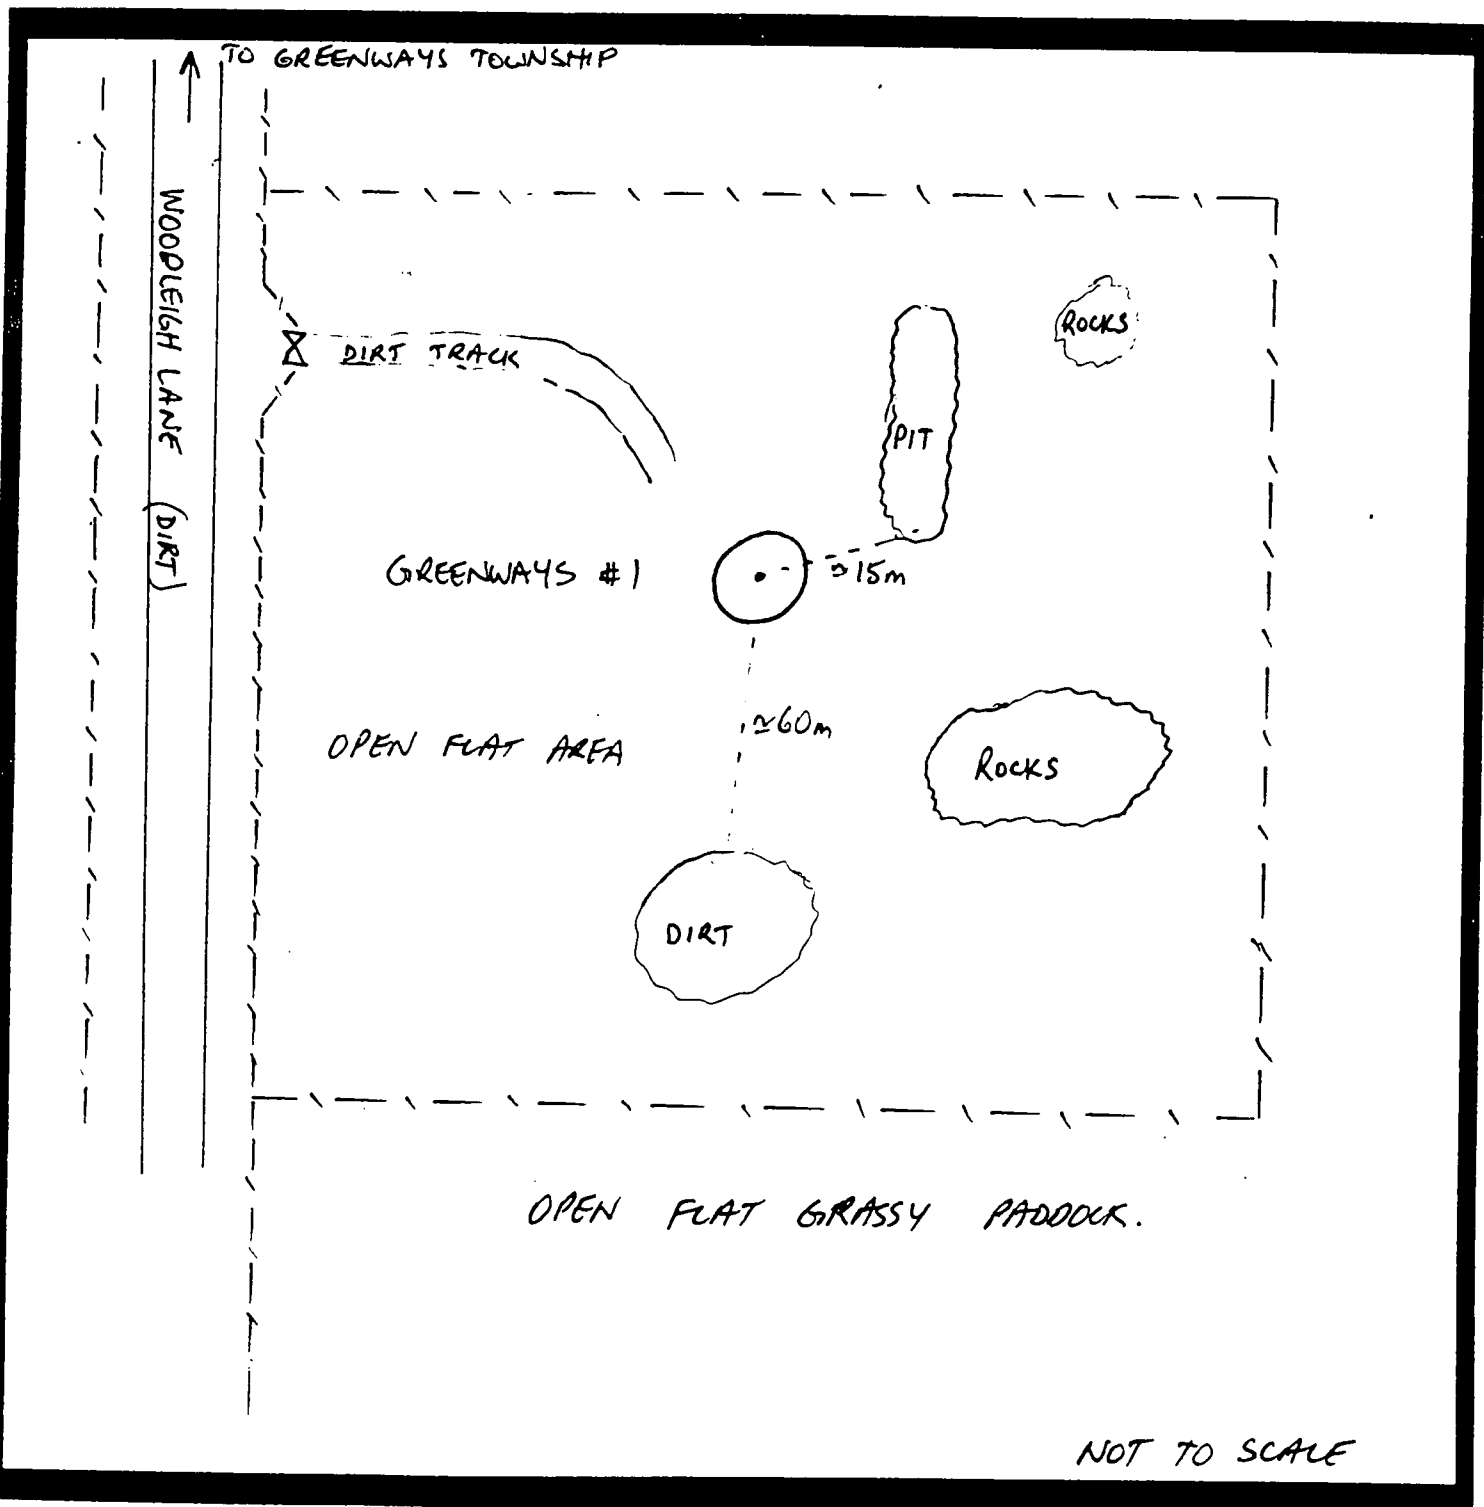 TO GREENWAYS TOWNSHIP
WOODLEIGH LANE (DIRT)
ROCKS
DIRT TRACK
PIT
GREENWAYS #1
≃15m
≃60m
OPEN FLAT AREA
ROCKS
DIRT
OPEN FLAT GRASSY PADDOCK.
NOT TO SCALE